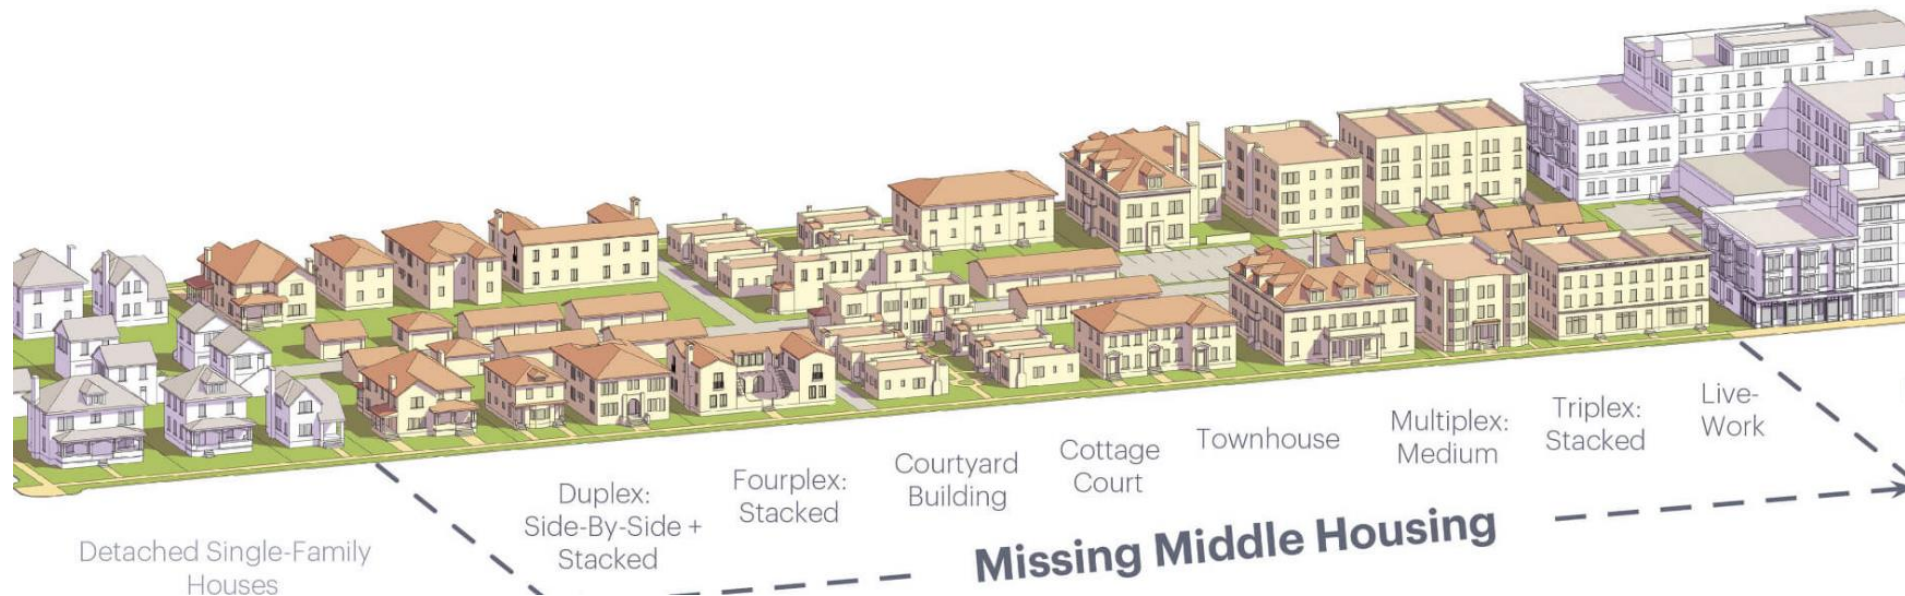 Detached Single-Family
Houses
Duplex:
Side-By-Side +
Stacked
Fourplex:
Stacked
Courtyard
Building
Cottage
Court
Townhouse
Multiplex:
Medium
Triplex:
Stacked
Live-
Work
Missing Middle Housing